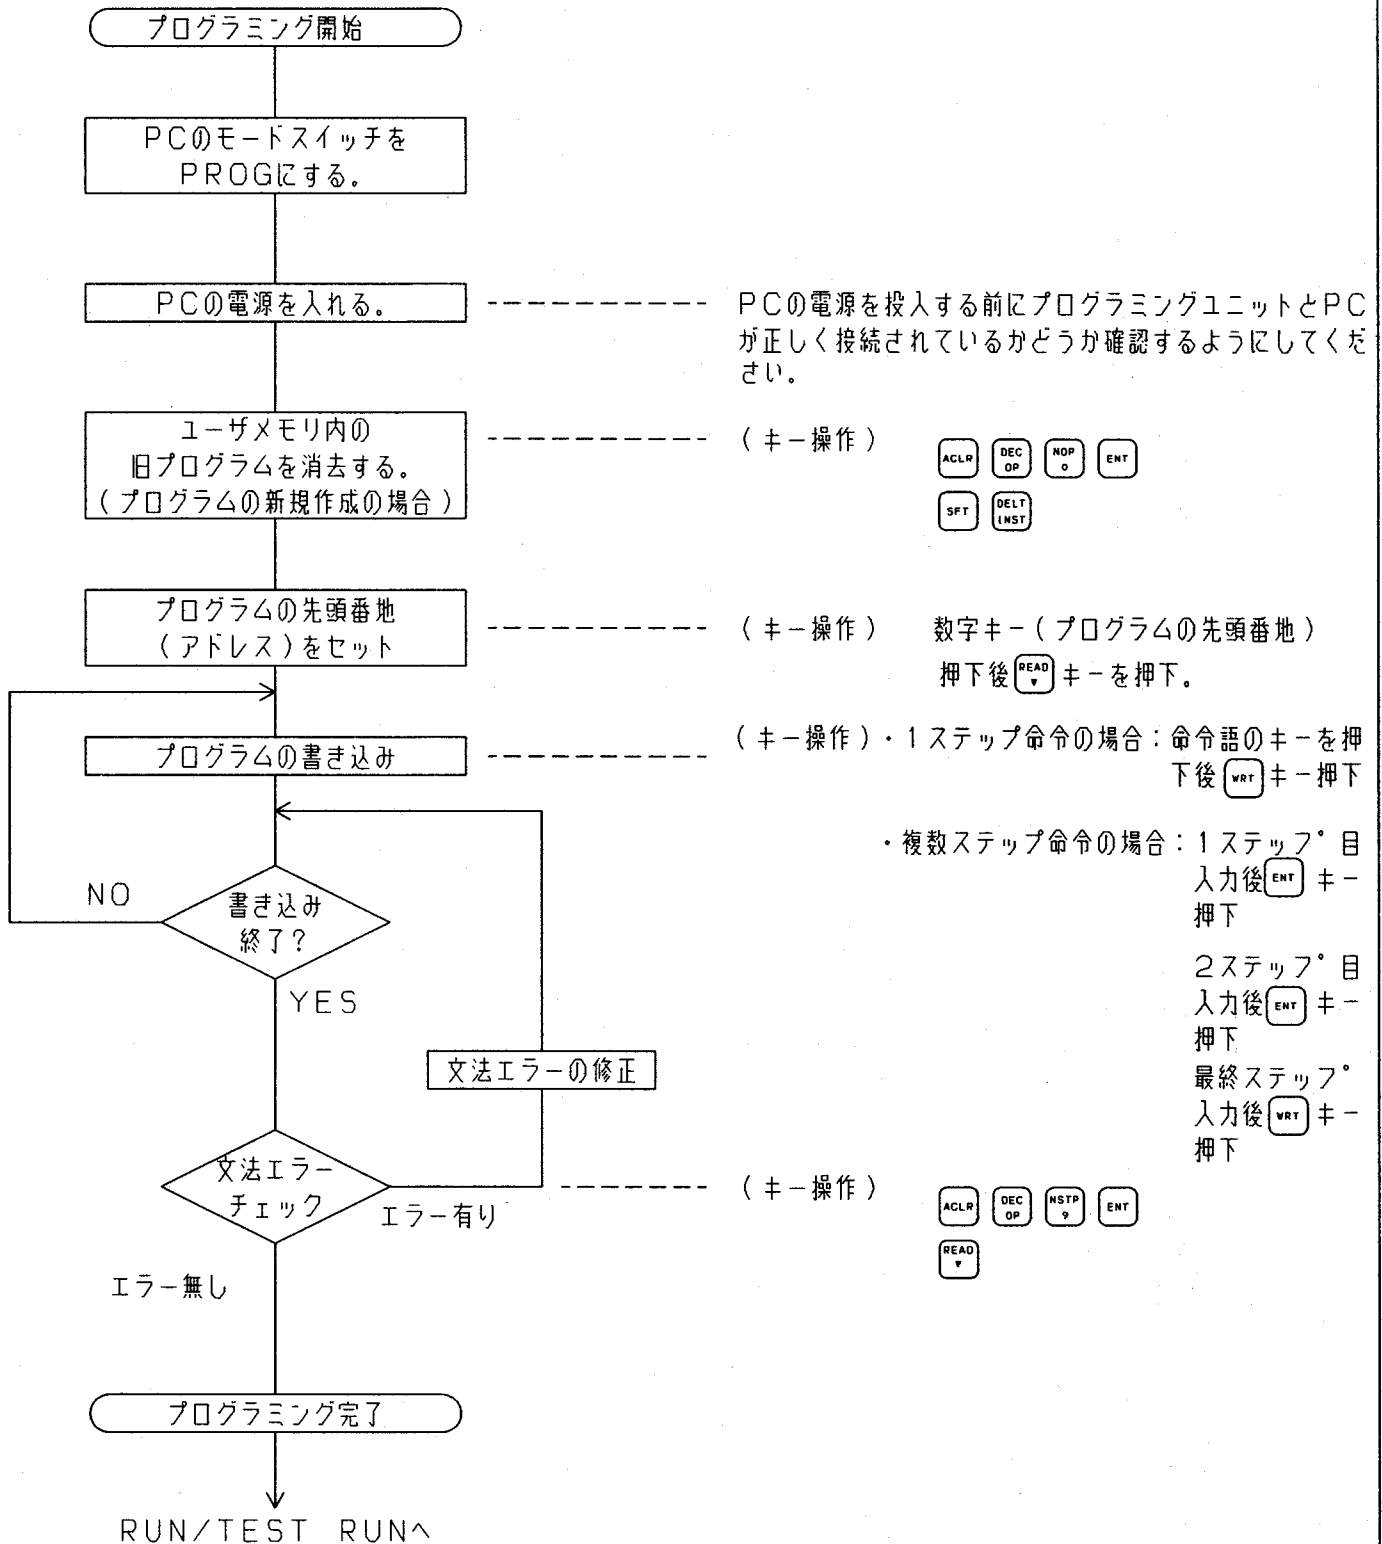 プログラミング開始
PCのモードスイッチを
PROGにする。
PCの電源を入れる。
PCの電源を投入する前にプログラミングユニットとPC
が正しく接続されているかどうか確認するようにしてくだ
さい。
ユーザメモリ内の
旧プログラムを消去する。
(プログラムの新規作成の場合)
(キー操作)
ACLR DEC OP NOP 0 ENT
SFT DELT INST
プログラムの先頭番地
(アドレス)をセット
(キー操作) 数字キー(プログラムの先頭番地)
押下後 READ ▼ キーを押下。
プログラムの書き込み
(キー操作)・1ステップ命令の場合:命令語のキーを押
下後 WRT キー押下
・複数ステップ命令の場合:1ステップ目
入力後 ENT キー
押下
2ステップ目
入力後 ENT キー
押下
最終ステップ
入力後 WRT キー
押下
書き込み
終了?
NO
YES
文法エラーの修正
文法エラー
チェック
エラー有り
エラー無し
(キー操作)
ACLR DEC OP NSTP 9 ENT
READ ▼
プログラミング完了
RUN/TEST RUNへ